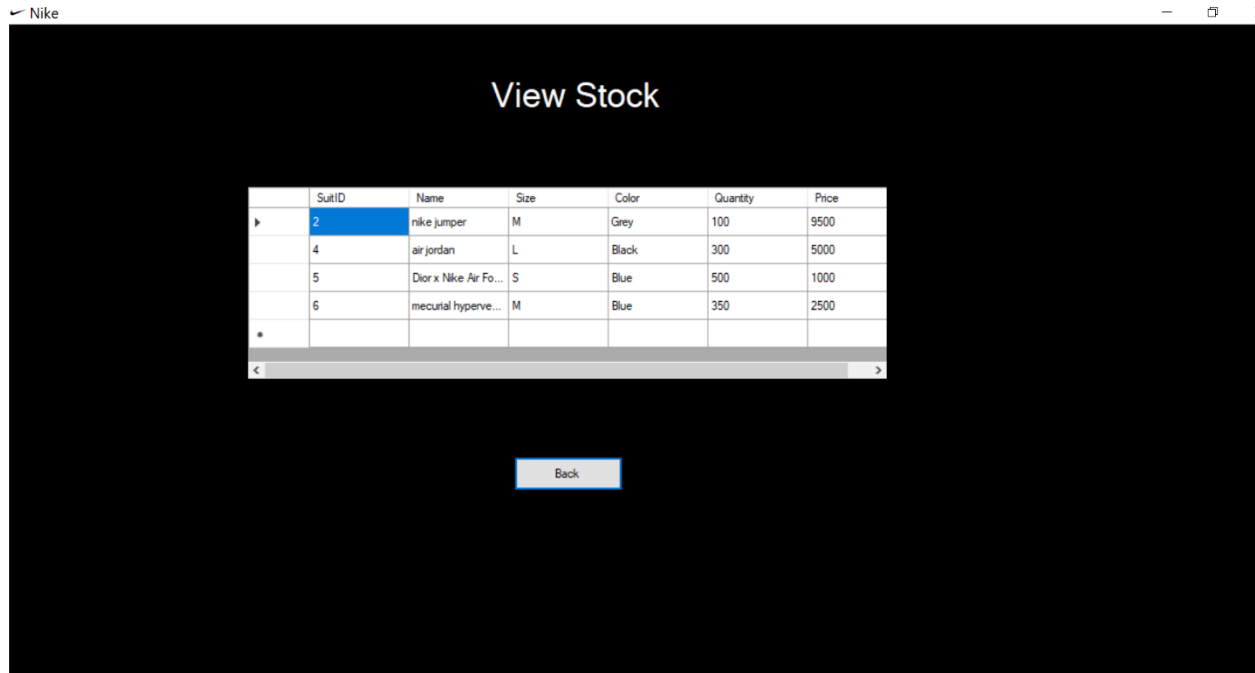 Nike
View Stock
SuitID Name Size Color Quantity Price
2 nike jumper M Grey 100 9500
4 air jordan L Black 300 5000
5 Dior x Nike Air Fo... S Blue 500 1000
6 mecurial hyperve... M Blue 350 2500
Back